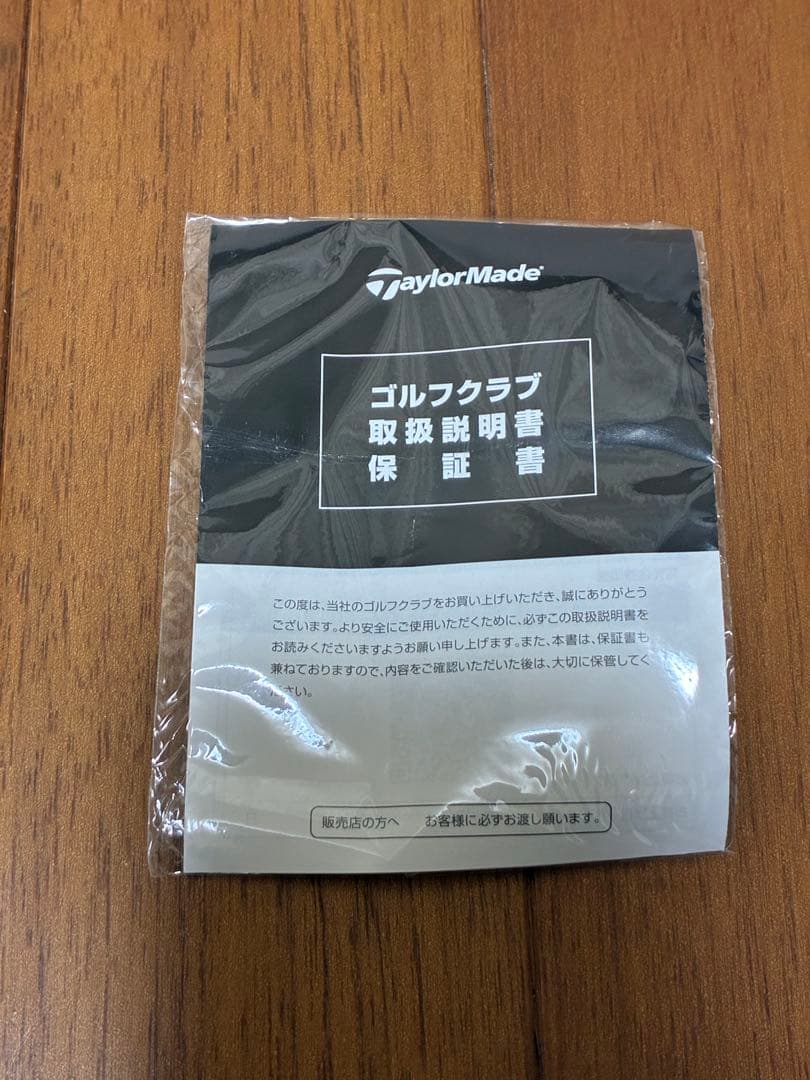 TaylorMade
ゴルフクラブ
取扱説明書
保証書
この度は、当社のゴルフクラブをお買い上げいただき、誠にありがとう
ございます。より安全にご使用いただくために、必ずこの取扱説明書を
お読みくださいますようお願い申し上げます。また、本書は、保証書も
兼ねておりますので、内容をご確認いただいた後は、大切に保管してく
ださい。
販売店の方へ　お客様に必ずお渡し願います。